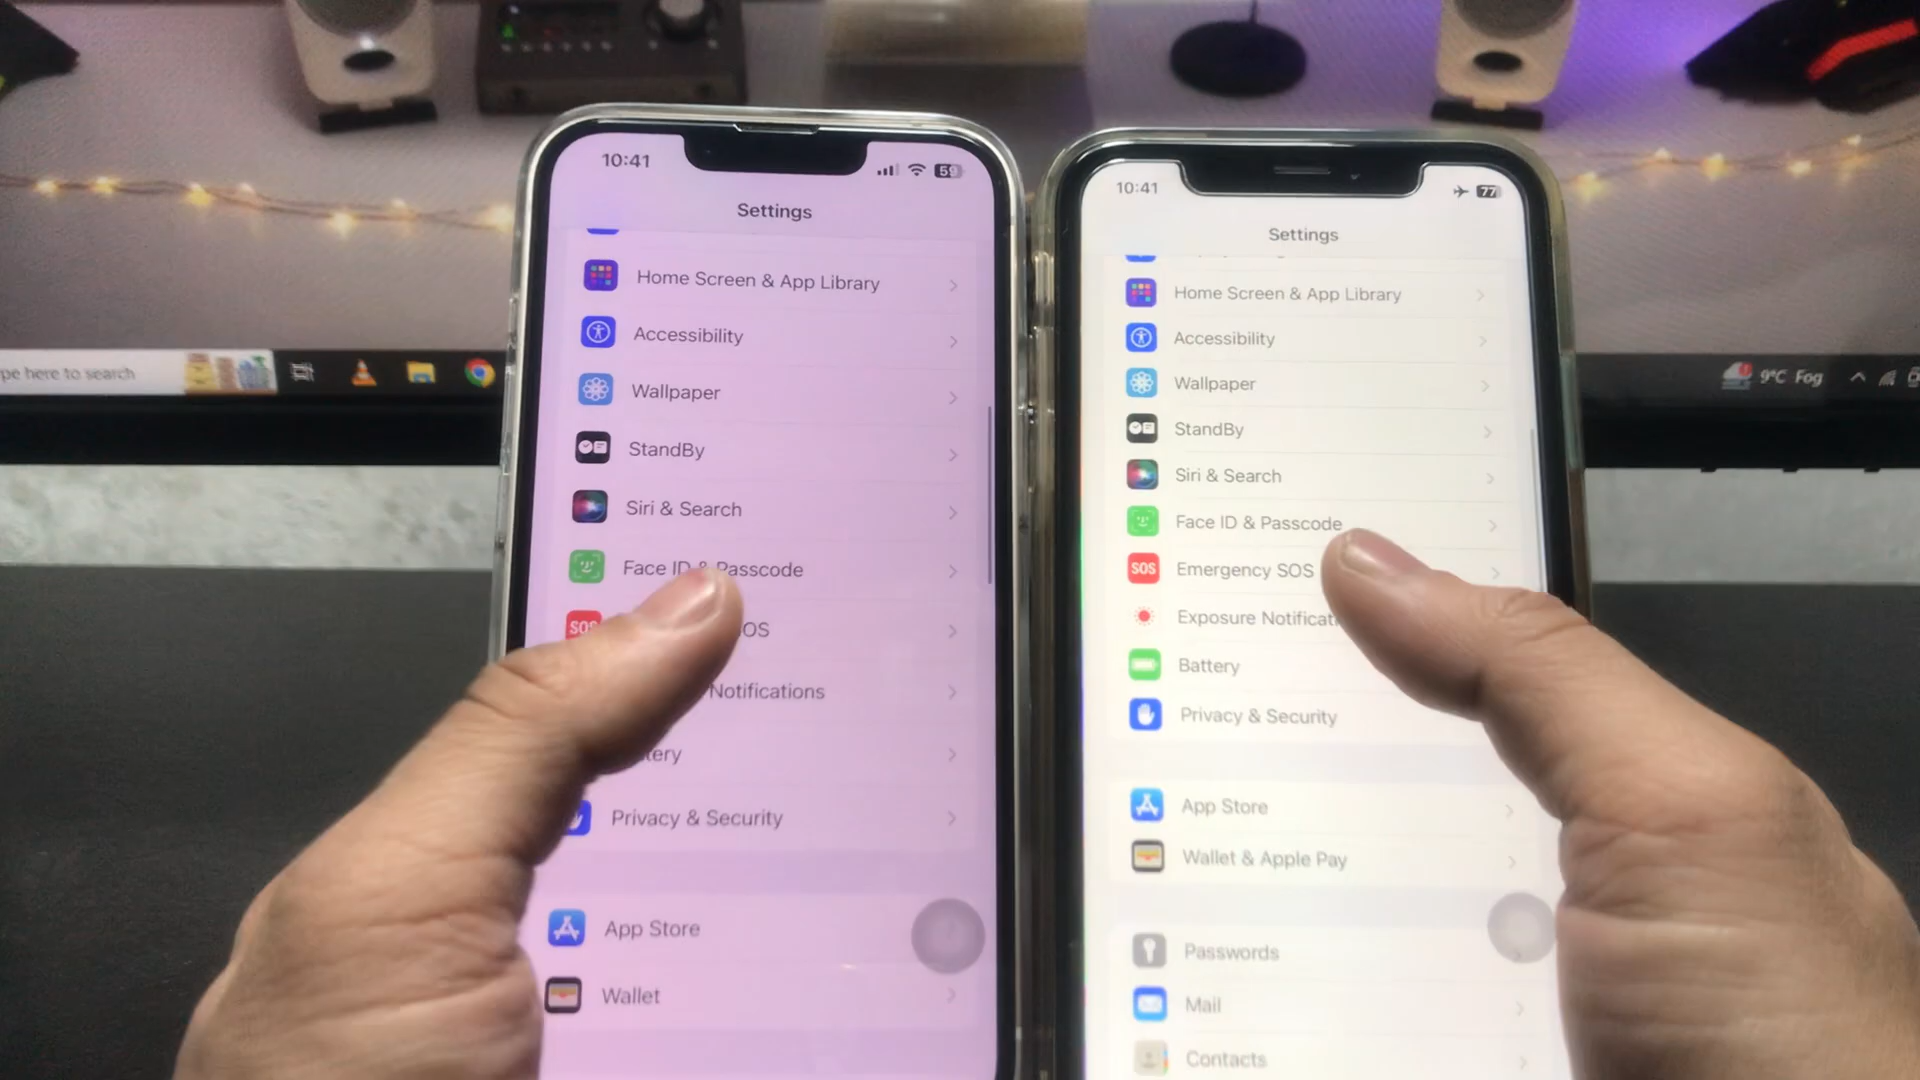 pe here to search
9°C Fog
10:41
59
Settings
Home Screen & App Library
Accessibility
Wallpaper
StandBy
Siri & Search
Face ID & Passcode
SOS
OS
Notifications
tery
Privacy & Security
App Store
Wallet
10:41
77
Settings
Home Screen & App Library
Accessibility
Wallpaper
StandBy
Siri & Search
Face ID & Passcode
SOS
Emergency SOS
Exposure Notificati
Battery
Privacy & Security
App Store
Wallet & Apple Pay
Passwords
Mail
Contacts